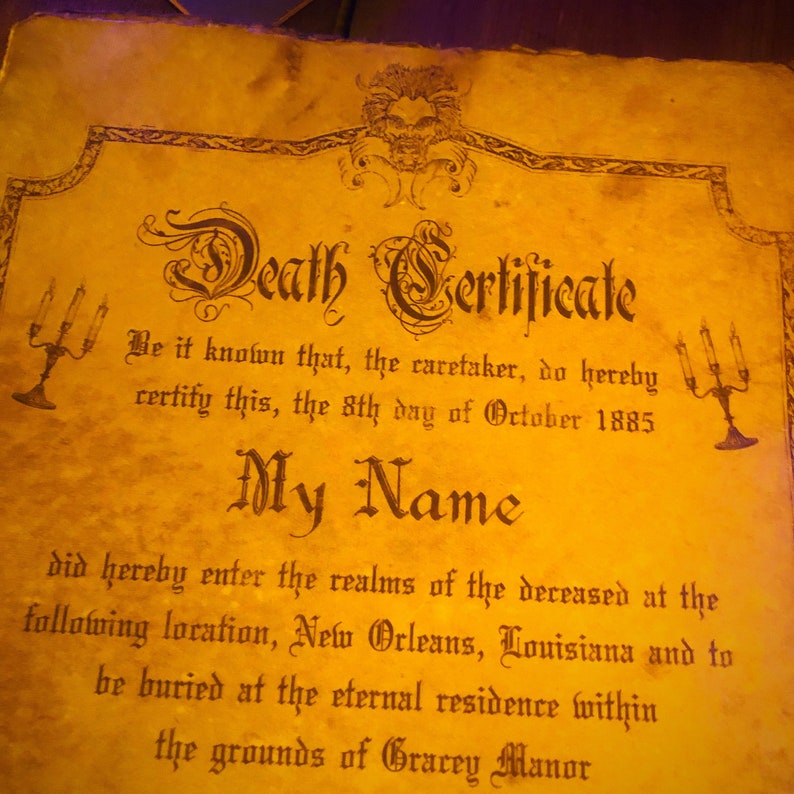 Death Certificate
Be it known that, the caretaker, do hereby
certify this, the 8th day of October 1885
My Name
did hereby enter the realms of the deceased at the
following location, New Orleans, Louisiana and to
be buried at the eternal residence within
the grounds of Gracey Manor